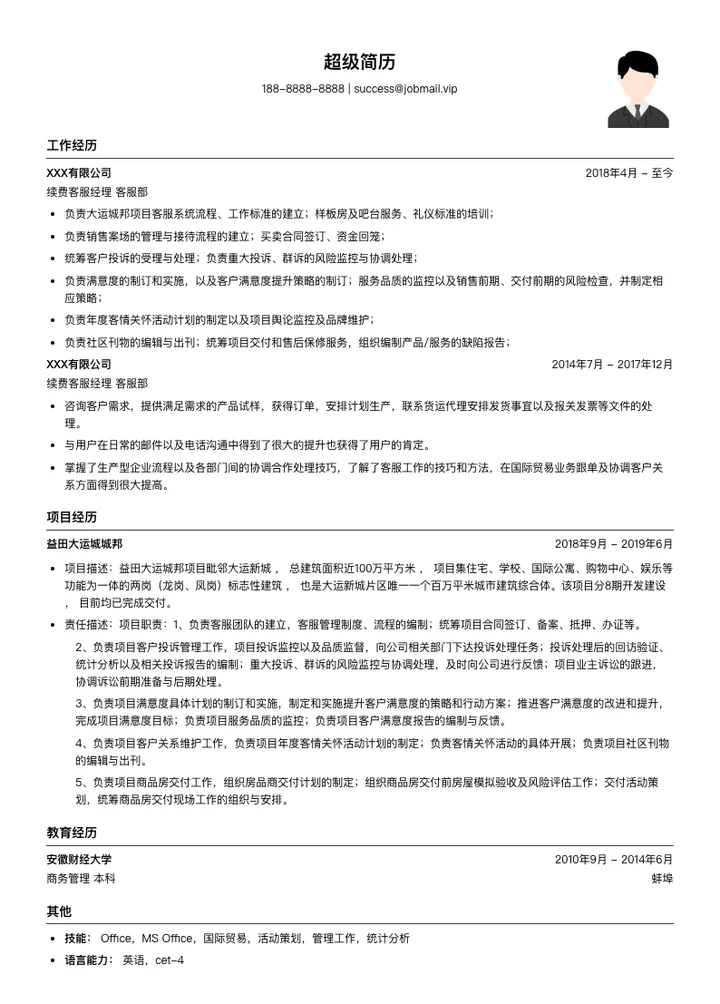 超级简历
188-8888-8888 | success@jobmail.vip
工作经历
XXX有限公司 2018年4月 – 至今
续费客服经理 客服部
• 负责大运城邦项目客服系统流程、工作标准的建立；样板房及吧台服务、礼仪标准的培训；
• 负责销售案场的管理与接待流程的建立；买卖合同签订、资金回笼；
• 统筹客户投诉的受理与处理；负责重大投诉、群诉的风险监控与协调处理；
• 负责满意度的制订和实施，以及客户满意度提升策略的制订；服务品质的监控以及销售前期、交付前期的风险检查，并制定相
应策略；
• 负责年度客情关怀活动计划的制定以及项目舆论监控及品牌维护；
• 负责社区刊物的编辑与出刊；统筹项目交付和售后保修服务，组织编制产品/服务的缺陷报告；
XXX有限公司 2014年7月 – 2017年12月
续费客服经理 客服部
• 咨询客户需求，提供满足需求的产品试样，获得订单，安排计划生产，联系货运代理安排发货事宜以及报关发票等文件的处
理。
• 与用户在日常的邮件以及电话沟通中得到了很大的提升也获得了用户的肯定。
• 掌握了生产型企业流程以及各部门间的协调合作处理技巧，了解了客服工作的技巧和方法，在国际贸易业务跟单及协调客户关
系方面得到很大提高。
项目经历
益田大运城城邦 2018年9月 – 2019年6月
• 项目描述：益田大运城邦项目毗邻大运新城 ， 总建筑面积近100万平方米 ， 项目集住宅、学校、国际公寓、购物中心、娱乐等
功能为一体的两岗（龙岗、凤岗）标志性建筑 ， 也是大运新城片区唯一一个百万平米城市建筑综合体。该项目分8期开发建设
， 目前均已完成交付。
• 责任描述：项目职责：1、负责客服团队的建立，客服管理制度、流程的编制；统筹项目合同签订、备案、抵押、办证等。
2、负责项目客户投诉管理工作，项目投诉监控以及品质监督，向公司相关部门下达投诉处理任务；投诉处理后的回访验证、
统计分析以及相关投诉报告的编制；重大投诉、群诉的风险监控与协调处理，及时向公司进行反馈；项目业主诉讼的跟进，
协调诉讼前期准备与后期处理。
3、负责项目满意度具体计划的制订和实施，制定和实施提升客户满意度的策略和行动方案；推进客户满意度的改进和提升，
完成项目满意度目标；负责项目服务品质的监控；负责项目客户满意度报告的编制与反馈。
4、负责项目客户关系维护工作，负责项目年度客情关怀活动计划的制定；负责客情关怀活动的具体开展；负责项目社区刊物
的编辑与出刊。
5、负责项目商品房交付工作，组织房品商交付计划的制定；组织商品房交付前房屋模拟验收及风险评估工作；交付活动策
划，统筹商品房交付现场工作的组织与安排。
教育经历
安徽财经大学 2010年9月 – 2014年6月
商务管理 本科 蚌埠
其他
• 技能： Office，MS Office，国际贸易，活动策划，管理工作，统计分析
• 语言能力： 英语，cet-4